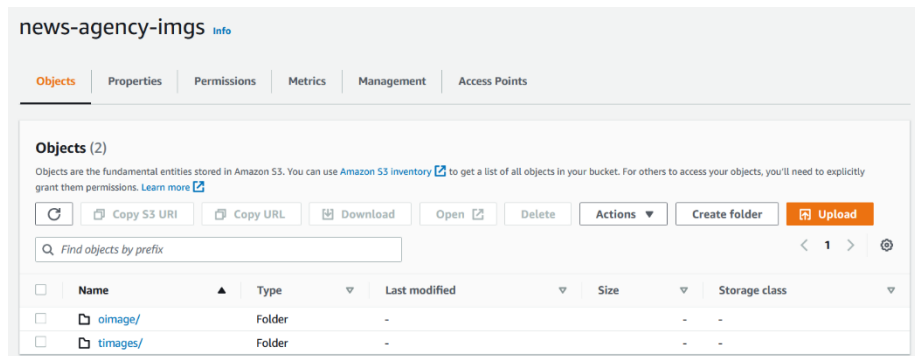 news-agency-imgs Info
Objects Properties Permissions Metrics Management Access Points
Objects (2)
Objects are the fundamental entities stored in Amazon S3. You can use Amazon S3 inventory to get a list of all objects in your bucket. For others to access your objects, you'll need to explicitly
grant them permissions. Learn more
Copy S3 URI Copy URL Download Open Delete Actions Create folder Upload
Find objects by prefix 1
Name Type Last modified Size Storage class
oimage/ Folder - - -
timages/ Folder - - -